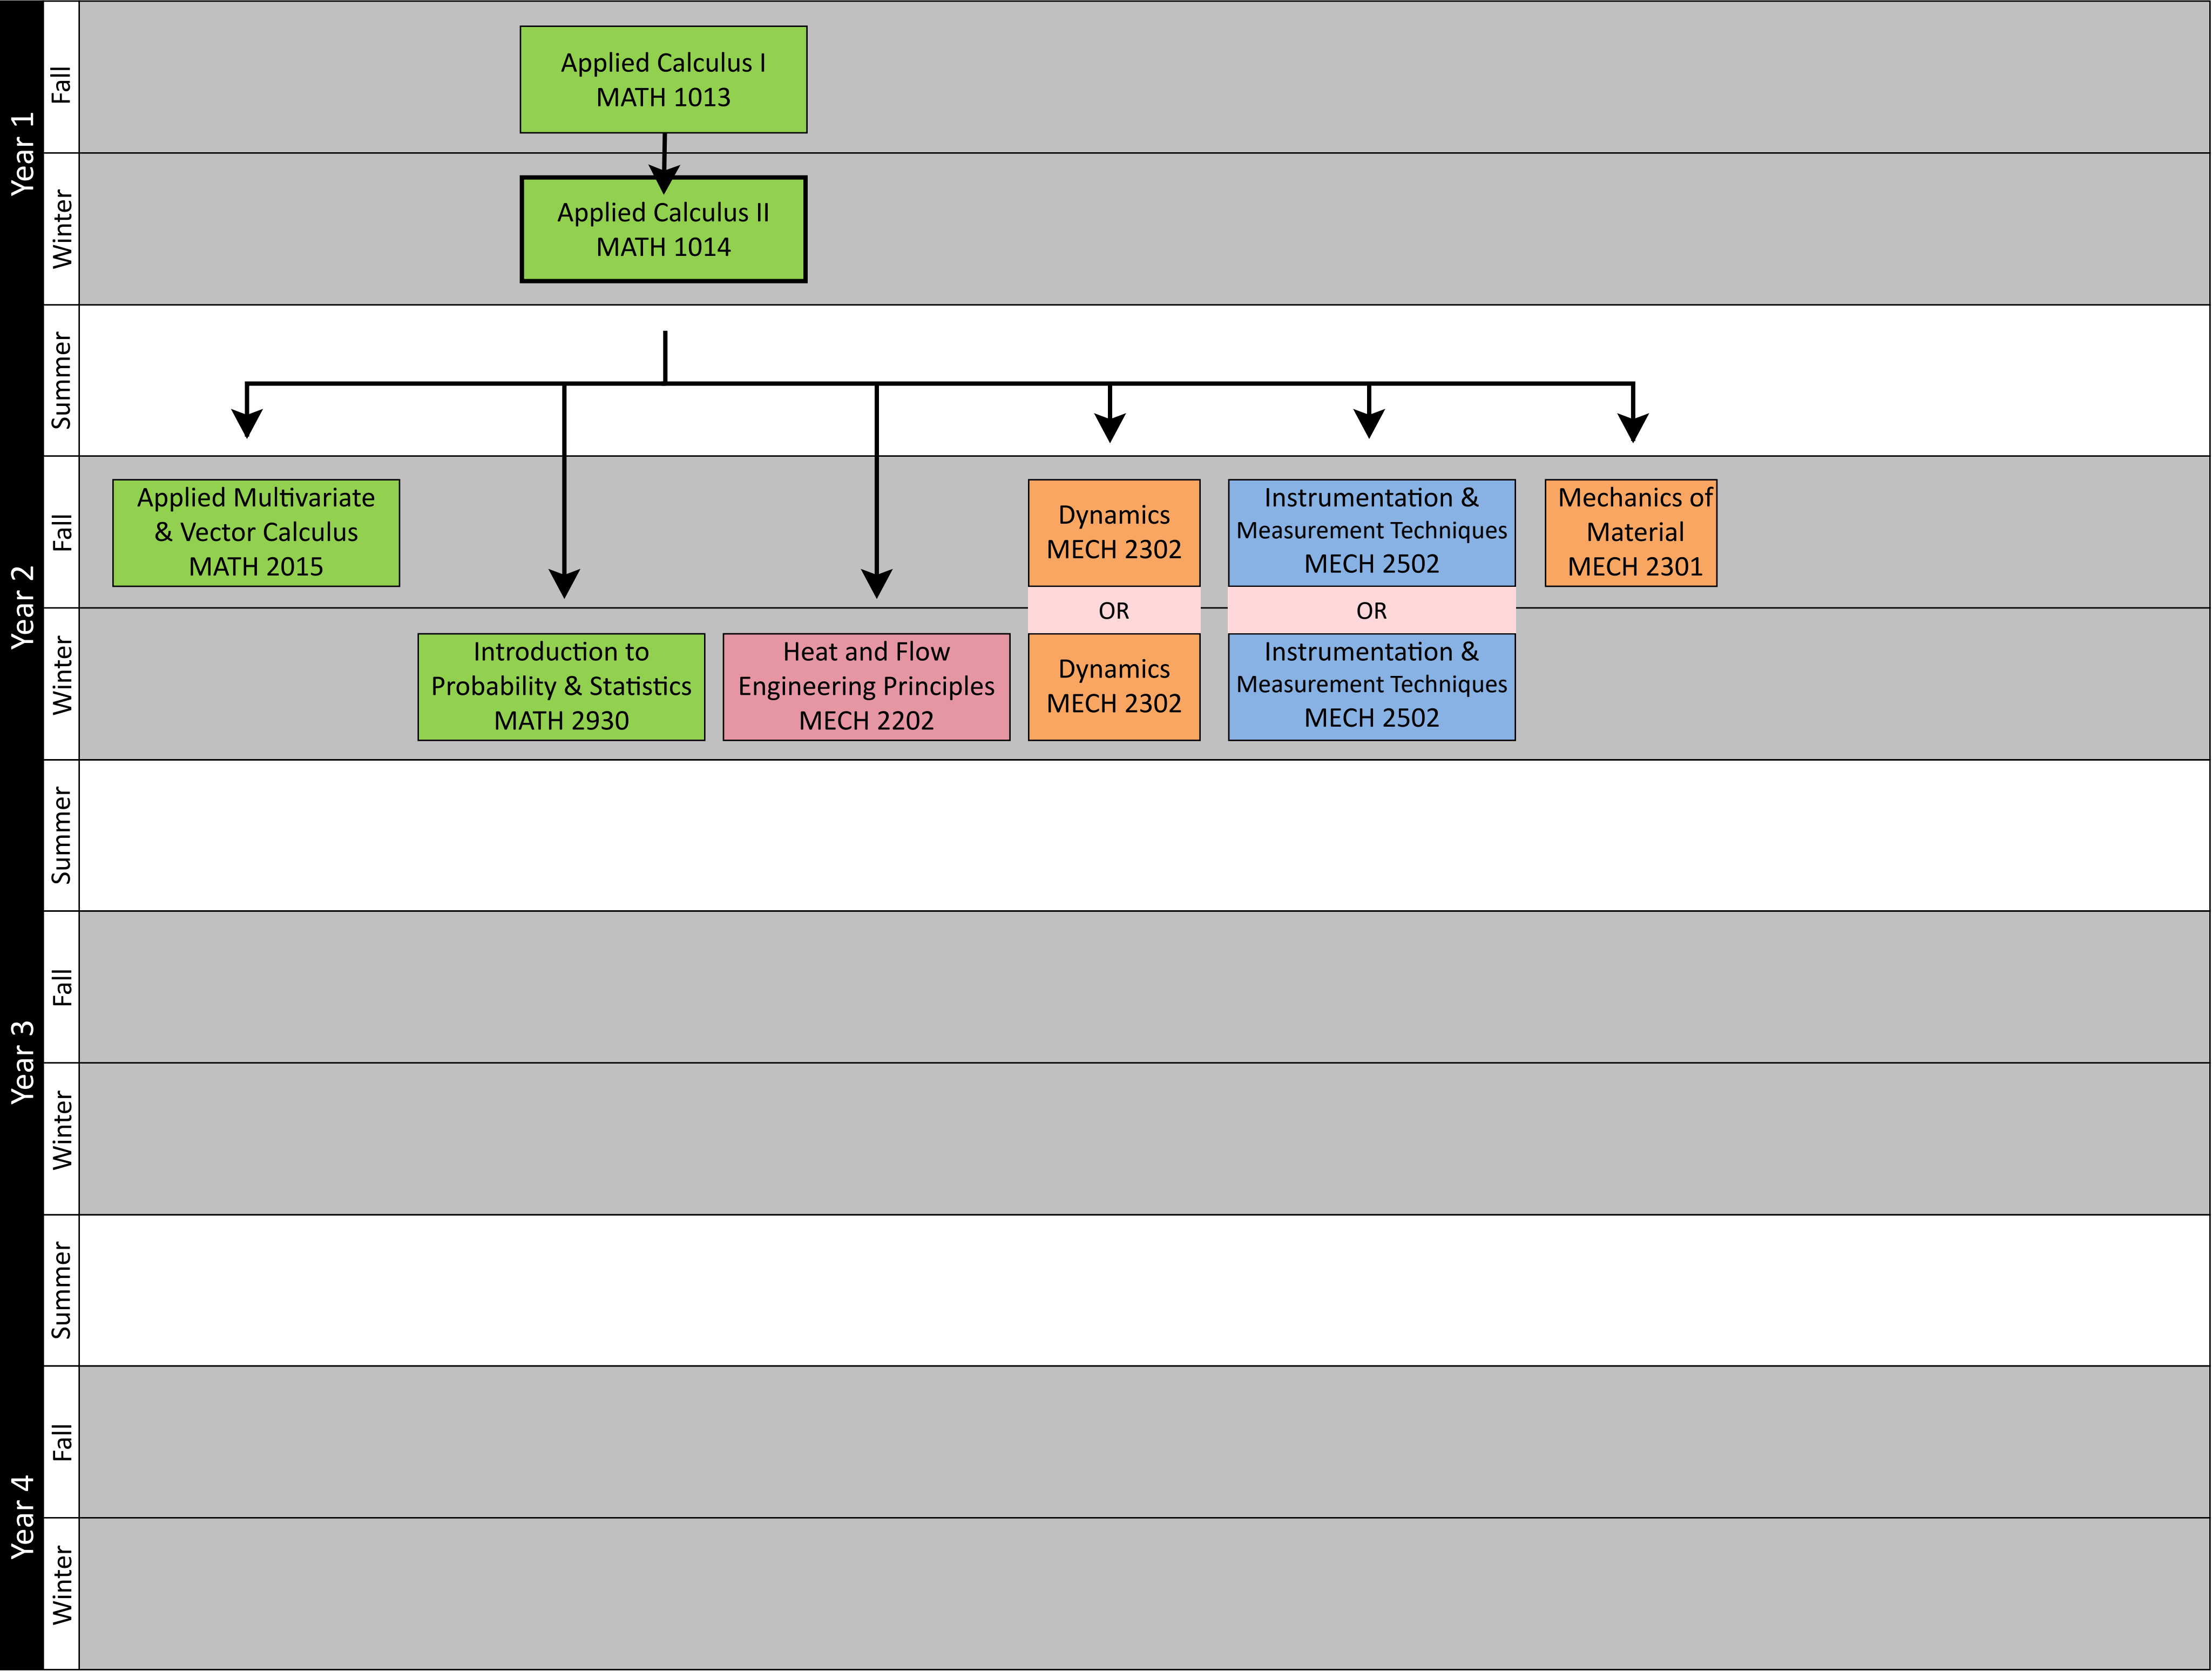 Year 1
Fall
Applied Calculus I
MATH 1013
Winter
Applied Calculus II
MATH 1014
Summer
Year 2
Fall
Applied Multivariate
& Vector Calculus
MATH 2015
Dynamics
MECH 2302
Instrumentation &
Measurement Techniques
MECH 2502
Mechanics of
Material
MECH 2301
OR
OR
Winter
Introduction to
Probability & Statistics
MATH 2930
Heat and Flow
Engineering Principles
MECH 2202
Dynamics
MECH 2302
Instrumentation &
Measurement Techniques
MECH 2502
Summer
Year 3
Fall
Winter
Summer
Year 4
Fall
Winter